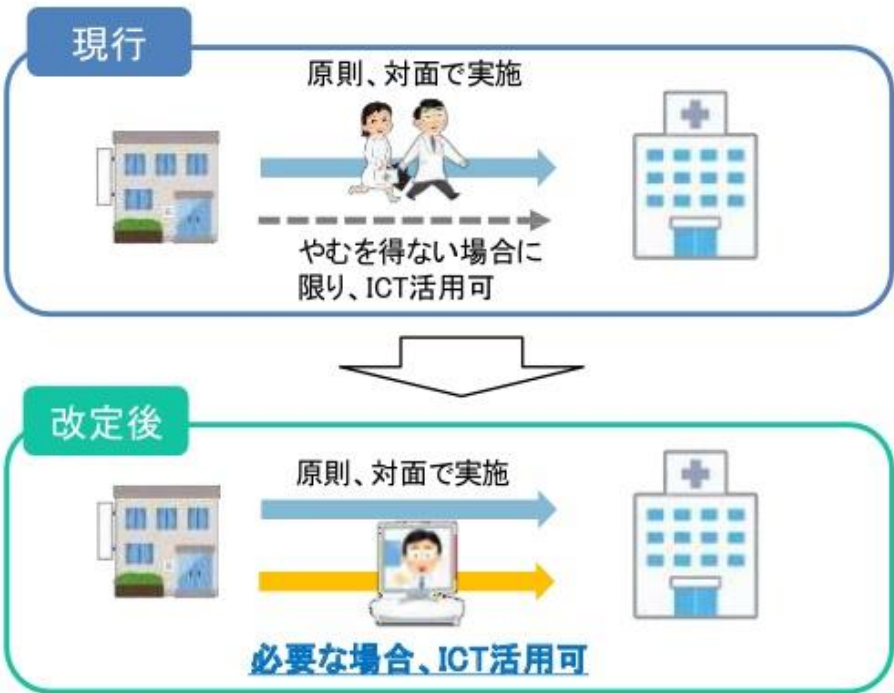 現行
原則、対面で実施
やむを得ない場合に
限り、ICT活用可
改定後
原則、対面で実施
必要な場合、ICT活用可